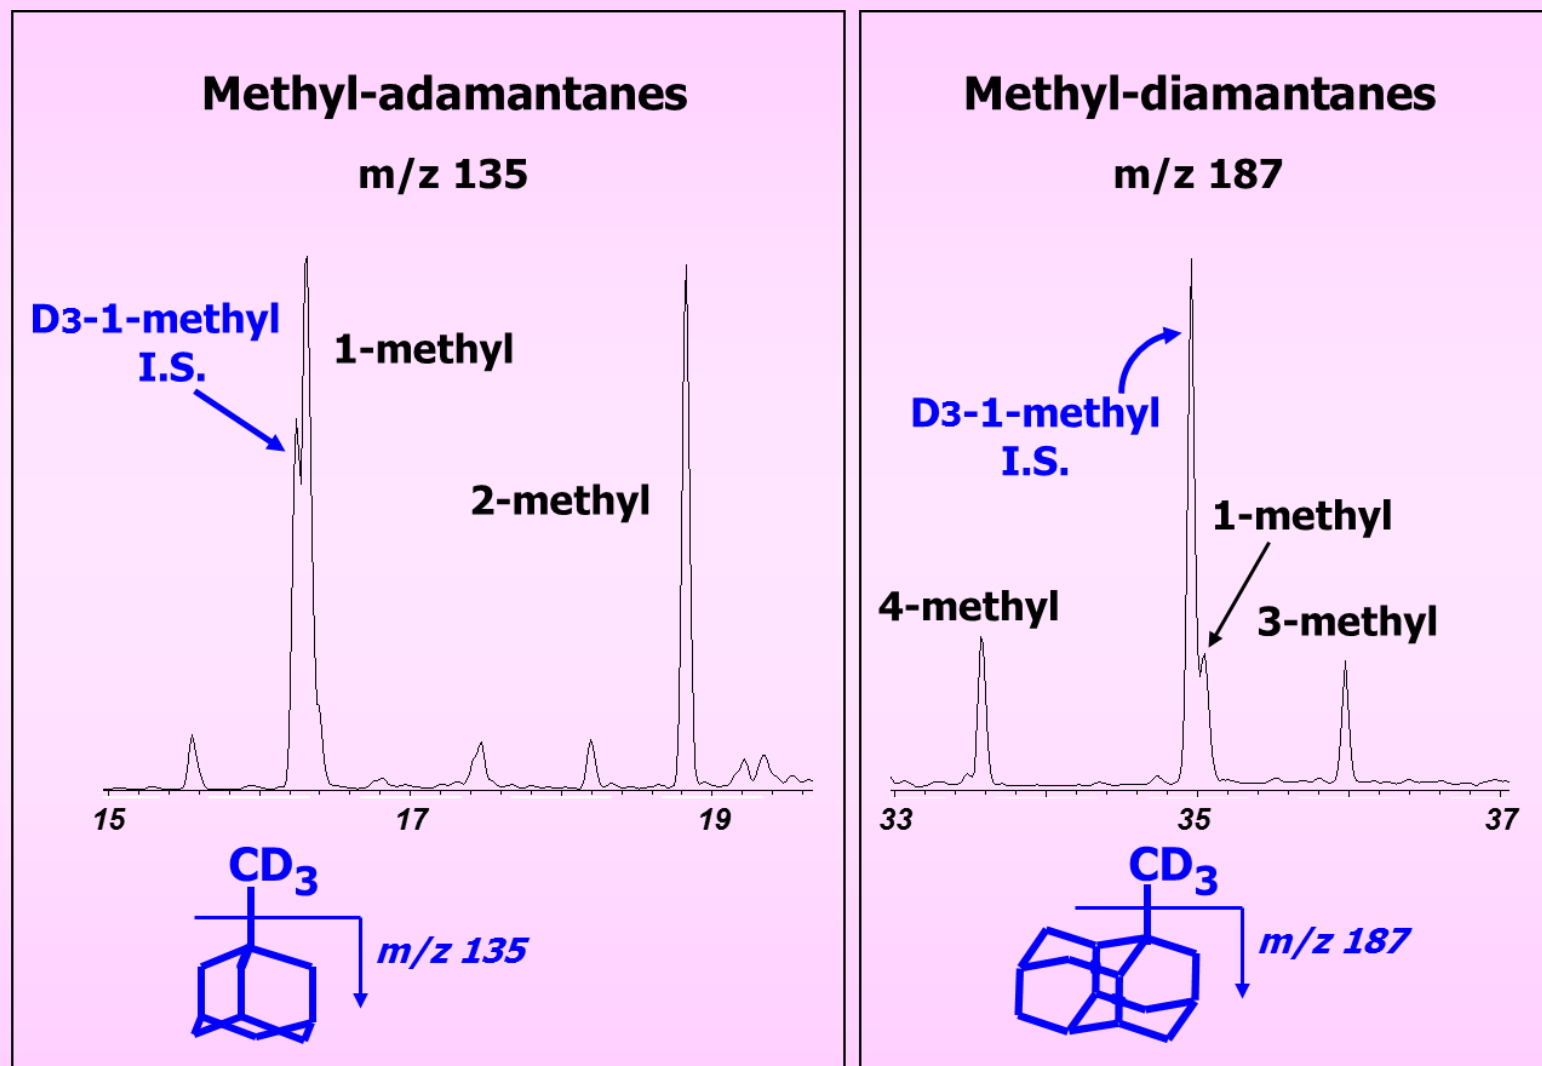 Methyl-adamantanes
m/z 135
D3-1-methyl
I.S.
1-methyl
2-methyl
15 17 19
CD3
m/z 135
Methyl-diamantanes
m/z 187
D3-1-methyl
I.S.
1-methyl
4-methyl
3-methyl
33 35 37
CD3
m/z 187